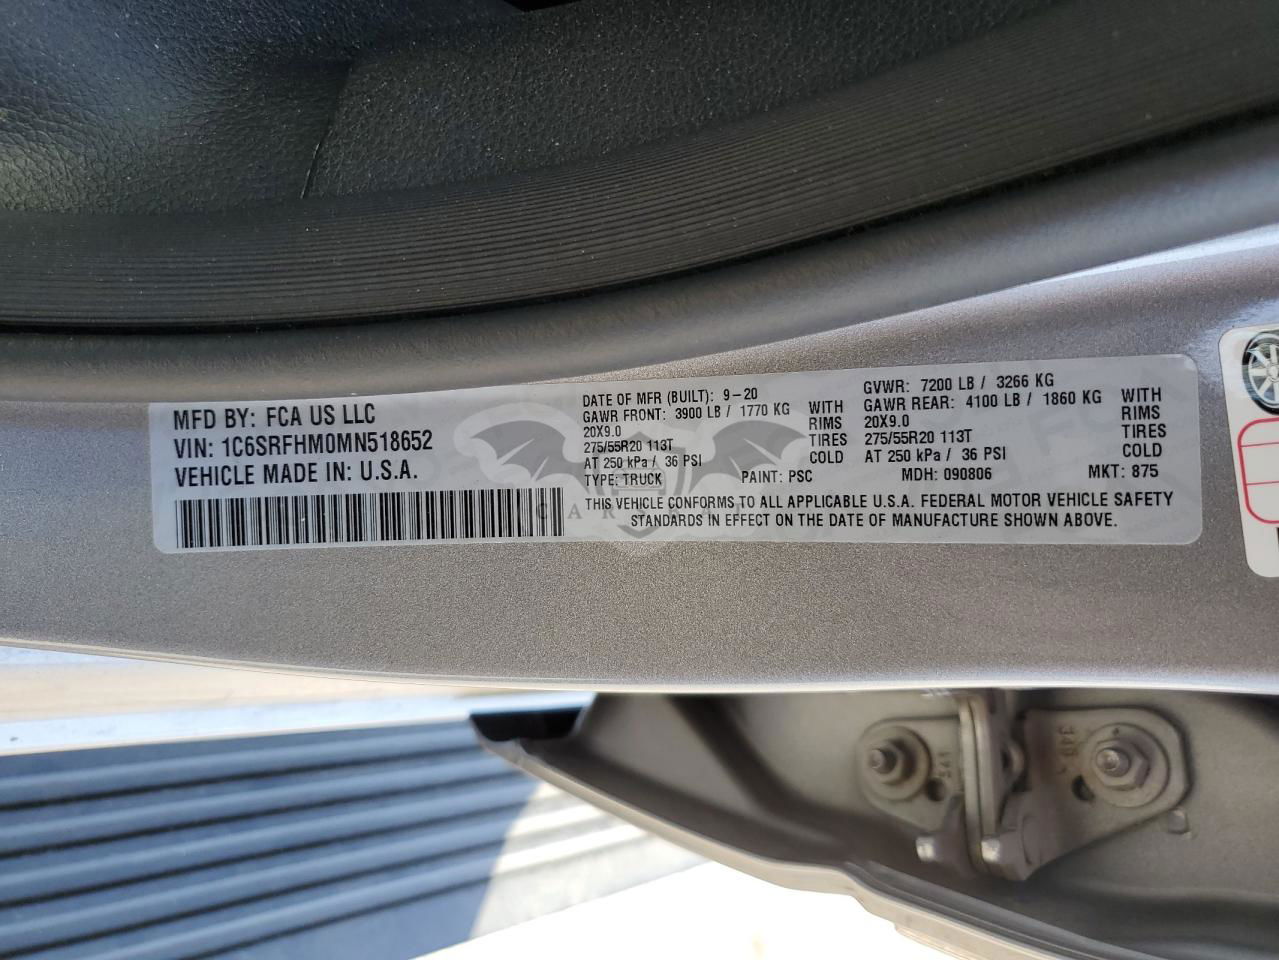 MFD BY: FCA US LLC
VIN: 1C6SRFHM0MN518652
VEHICLE MADE IN: U.S.A.
DATE OF MFR (BUILT): 9-20
GAWR FRONT: 3900 LB / 1770 KG WITH
20X9.0 RIMS
275/55R20 113T TIRES
AT 250 kPa / 36 PSI COLD
TYPE: TRUCK PAINT: PSC
GVWR: 7200 LB / 3266 KG
GAWR REAR: 4100 LB / 1860 KG WITH
20X9.0 RIMS
275/55R20 113T TIRES
AT 250 kPa / 36 PSI COLD
MDH: 090806 MKT: 875
THIS VEHICLE CONFORMS TO ALL APPLICABLE U.S.A. FEDERAL MOTOR VEHICLE SAFETY
STANDARDS IN EFFECT ON THE DATE OF MANUFACTURE SHOWN ABOVE.
341
348